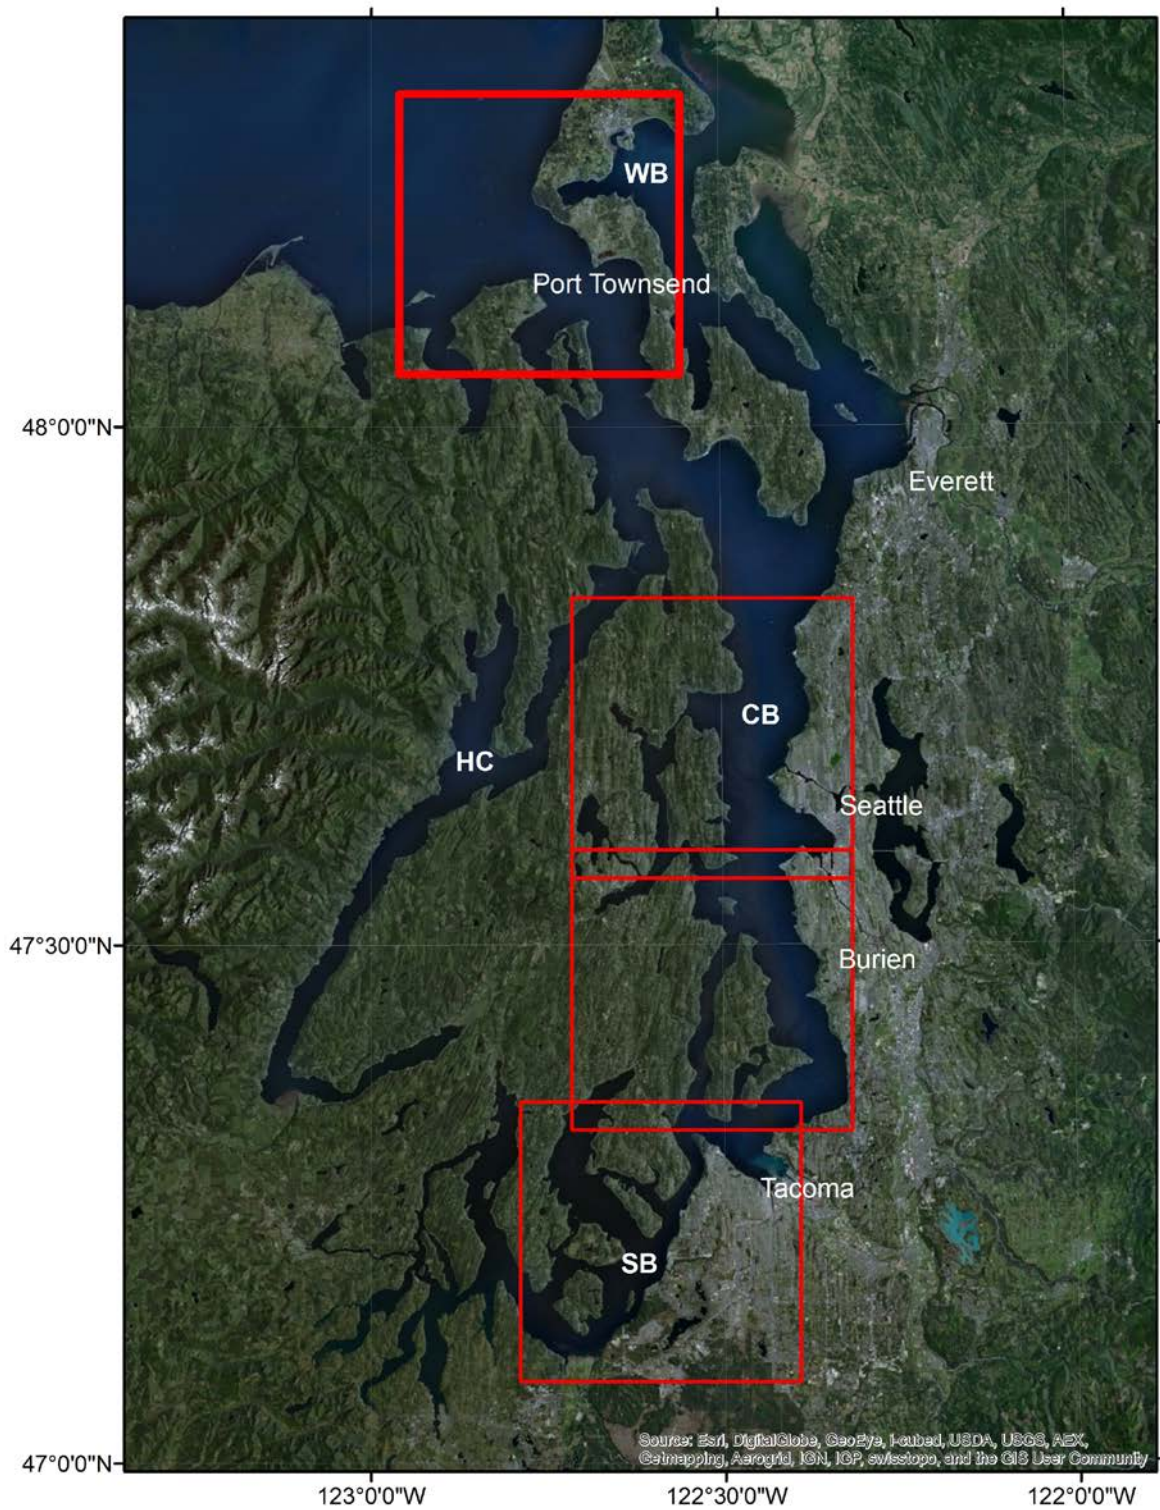 WB
Port Townsend
48°0'0"N
Everett
CB
HC
Seattle
47°30'0"N
Burien
Tacoma
SB
Source: Esri, DigitalGlobe, GeoEye, i-cubed, USDA, USGS, AEX,
Getmapping, Aerogrid, IGN, IGP, swisstopo, and the GIS User Community
47°0'0"N
123°0'0"W
122°30'0"W
122°0'0"W